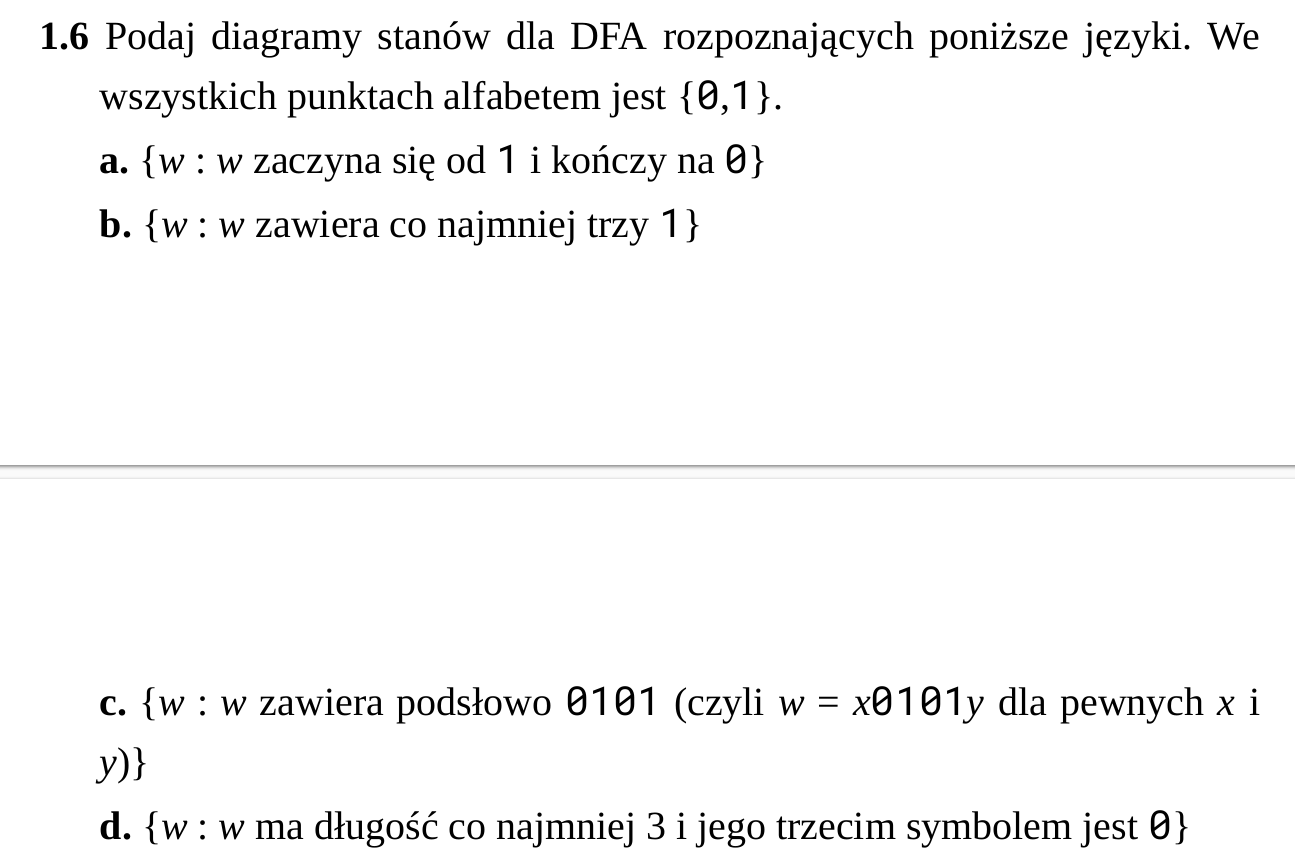 1.6 Podaj diagramy stanów dla DFA rozpoznających poniższe języki. We
wszystkich punktach alfabetem jest {0,1}.
a. {w : w zaczyna się od 1 i kończy na 0}
b. {w : w zawiera co najmniej trzy 1}
c. {w : w zawiera podsłowo 0101 (czyli w = x0101y dla pewnych x i
y)}
d. {w : w ma długość co najmniej 3 i jego trzecim symbolem jest 0}